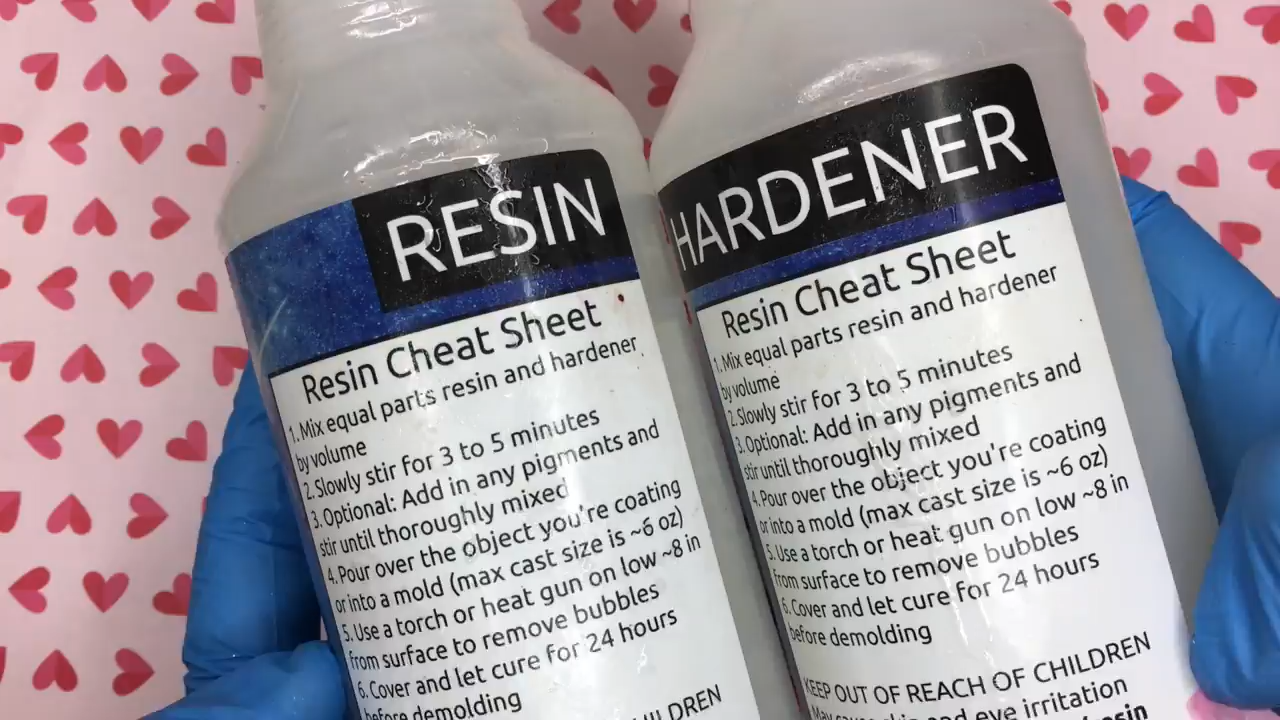 RESIN
Resin Cheat Sheet
1. Mix equal parts resin and hardener
by volume
2. Slowly stir for 3 to 5 minutes
3. Optional: Add in any pigments and
stir until thoroughly mixed
4. Pour over the object you're coating
or into a mold (max cast size is ~6 oz)
5. Use a torch or heat gun on low ~8 in
from surface to remove bubbles
6. Cover and let cure for 24 hours
before demolding
HARDENER
Resin Cheat Sheet
1. Mix equal parts resin and hardener
by volume
2. Slowly stir for 3 to 5 minutes
3. Optional: Add in any pigments and
stir until thoroughly mixed
4. Pour over the object you're coating
or into a mold (max cast size is ~6 oz)
5. Use a torch or heat gun on low ~8 in
from surface to remove bubbles
6. Cover and let cure for 24 hours
before demolding
KEEP OUT OF REACH OF CHILDREN
May cause skin and eye irritation
resin